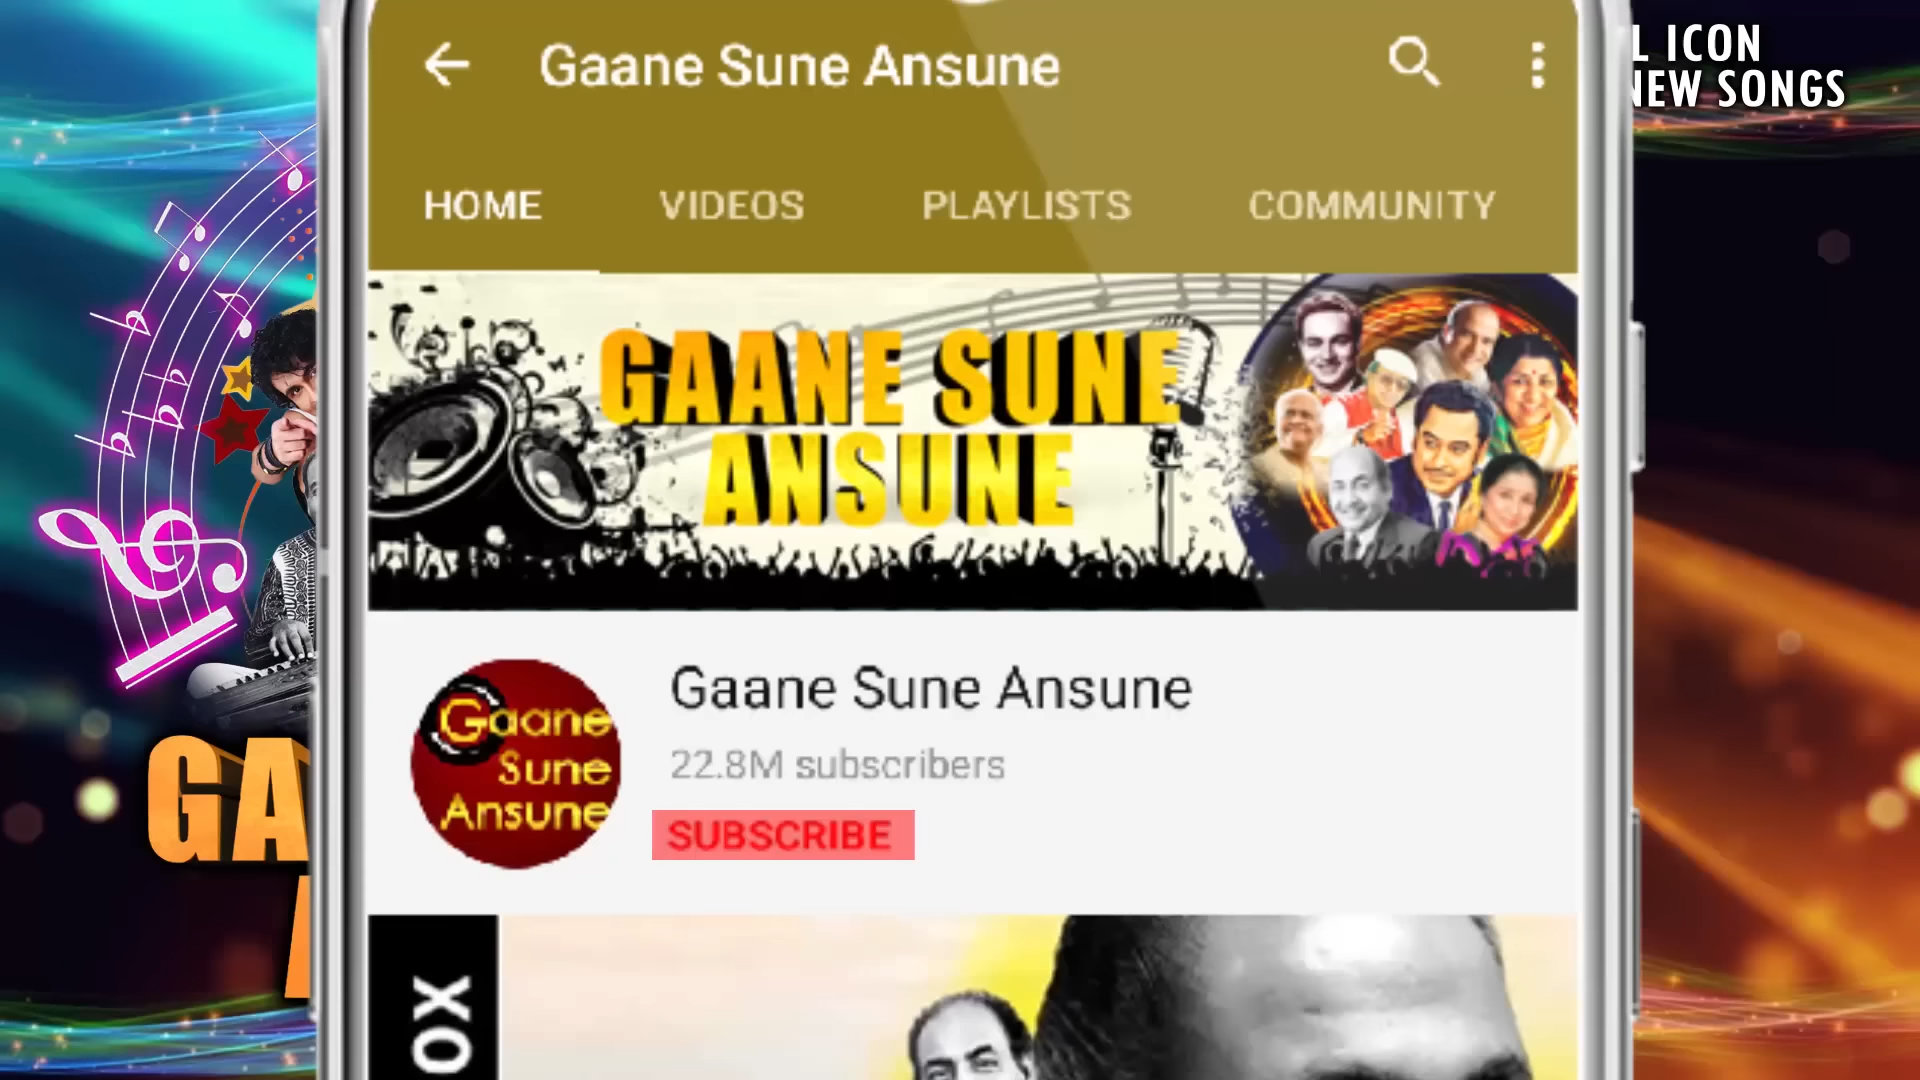 L ICON
NEW SONGS
Gaane Sune Ansune
HOME VIDEOS PLAYLISTS COMMUNITY
GAANE SUNE
ANSUNE
Gaane
Sune
Ansune
Gaane Sune Ansune
22.8M subscribers
SUBSCRIBE
GA
A
OX